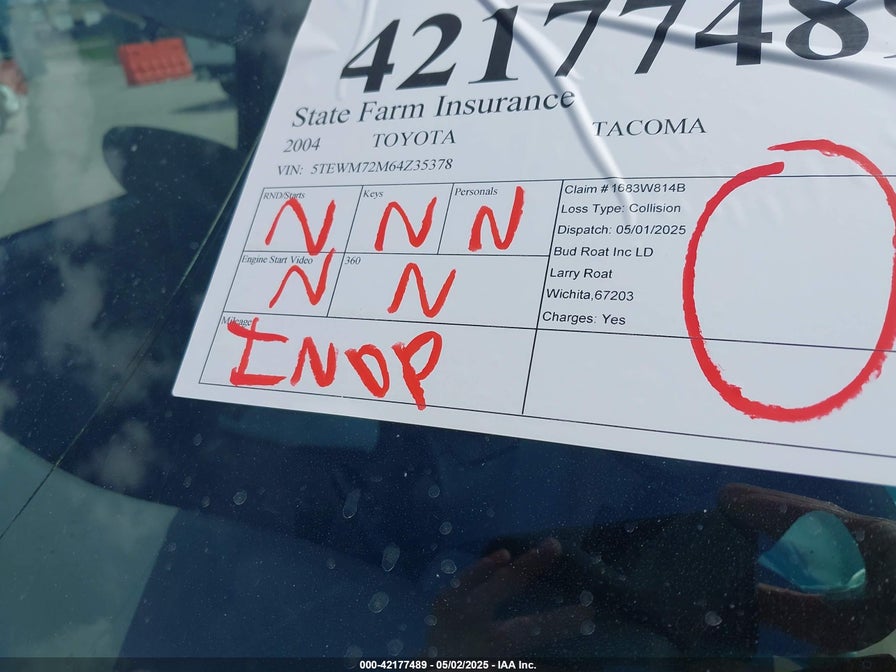 42177489
State Farm Insurance
2004 TOYOTA TACOMA
VIN: 5TEWM72M64Z35378
RND/Starts Keys Personals
N N N
Engine Start Video 360
N N
Mileage
INOP
Claim # 1683W814B
Loss Type: Collision
Dispatch: 05/01/2025
Bud Roat Inc LD
Larry Roat
Wichita,67203
Charges: Yes
O
000-42177489 - 05/02/2025 - IAA Inc.